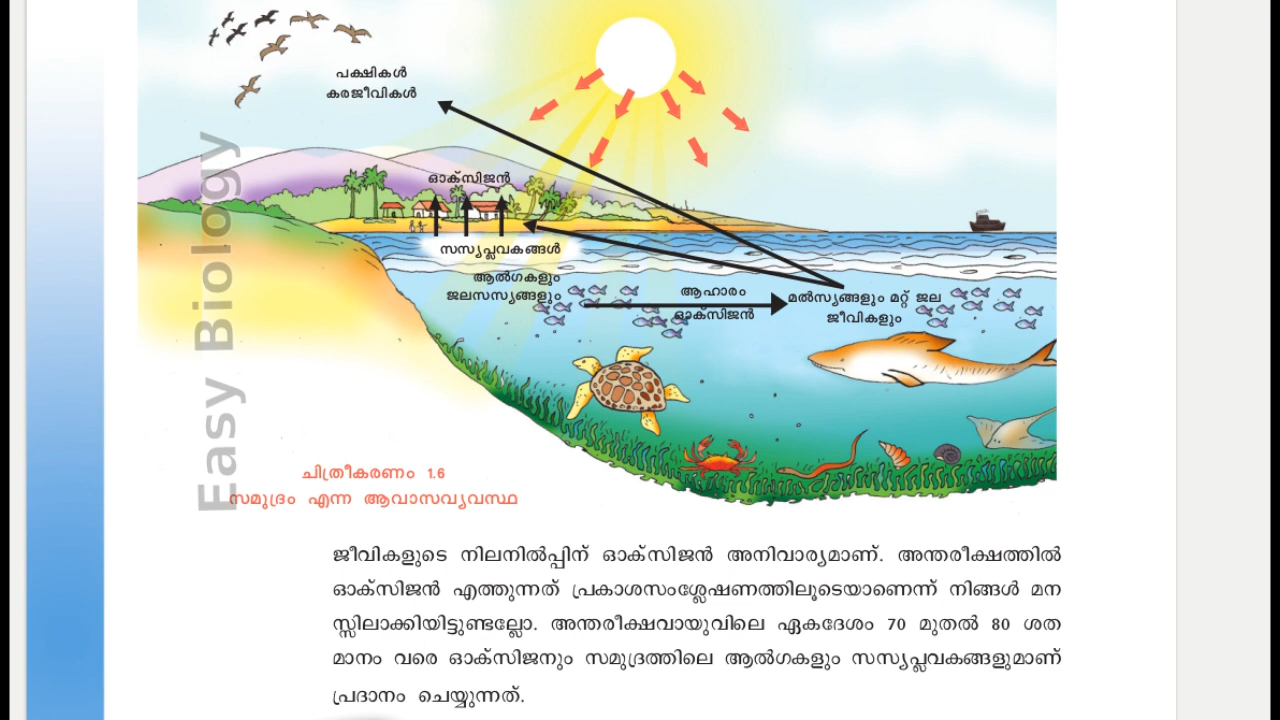 പക്ഷികൾ
കരജീവികൾ
ഓക്സിജൻ
സസ്യപ്ലവകങ്ങൾ
ആൽഗകളും
ജലസസ്യങ്ങളും
ആഹാരം
ഓക്സിജൻ
മൽസ്യങ്ങളും മറ്റ് ജല
ജീവികളും
Easy Biology
ചിത്രീകരണം 1.6
സമുദ്രം എന്ന ആവാസവ്യവസ്ഥ
ജീവികളുടെ നിലനിൽപ്പിന് ഓക്സിജൻ അനിവാര്യമാണ്. അന്തരീക്ഷത്തിൽ
ഓക്സിജൻ എത്തുന്നത് പ്രകാശസംശ്ലേഷണത്തിലൂടെയാണെന്ന് നിങ്ങൾ മന
സ്സിലാക്കിയിട്ടുണ്ടല്ലോ. അന്തരീക്ഷവായുവിലെ ഏകദേശം 70 മുതൽ 80 ശത
മാനം വരെ ഓക്സിജനും സമുദ്രത്തിലെ ആൽഗകളും സസ്യപ്ലവകങ്ങളുമാണ്
പ്രദാനം ചെയ്യുന്നത്.